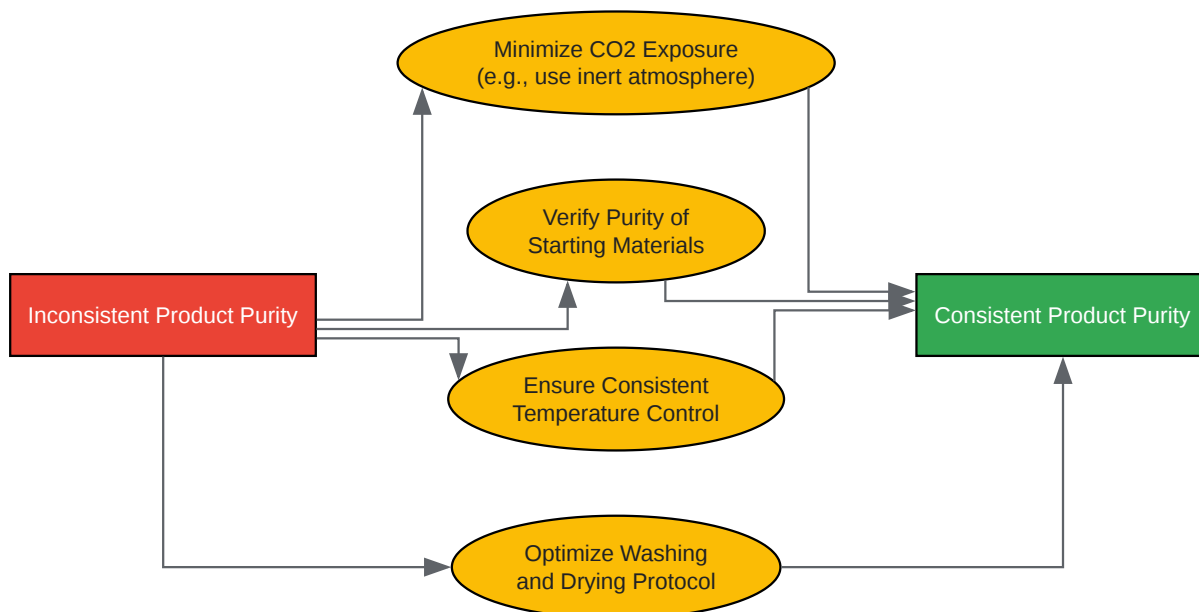 Minimize CO2 Exposure
(e.g., use inert atmosphere)
Verify Purity of
Starting Materials
Inconsistent Product Purity
Consistent Product Purity
Ensure Consistent
Temperature Control
Optimize Washing
and Drying Protocol